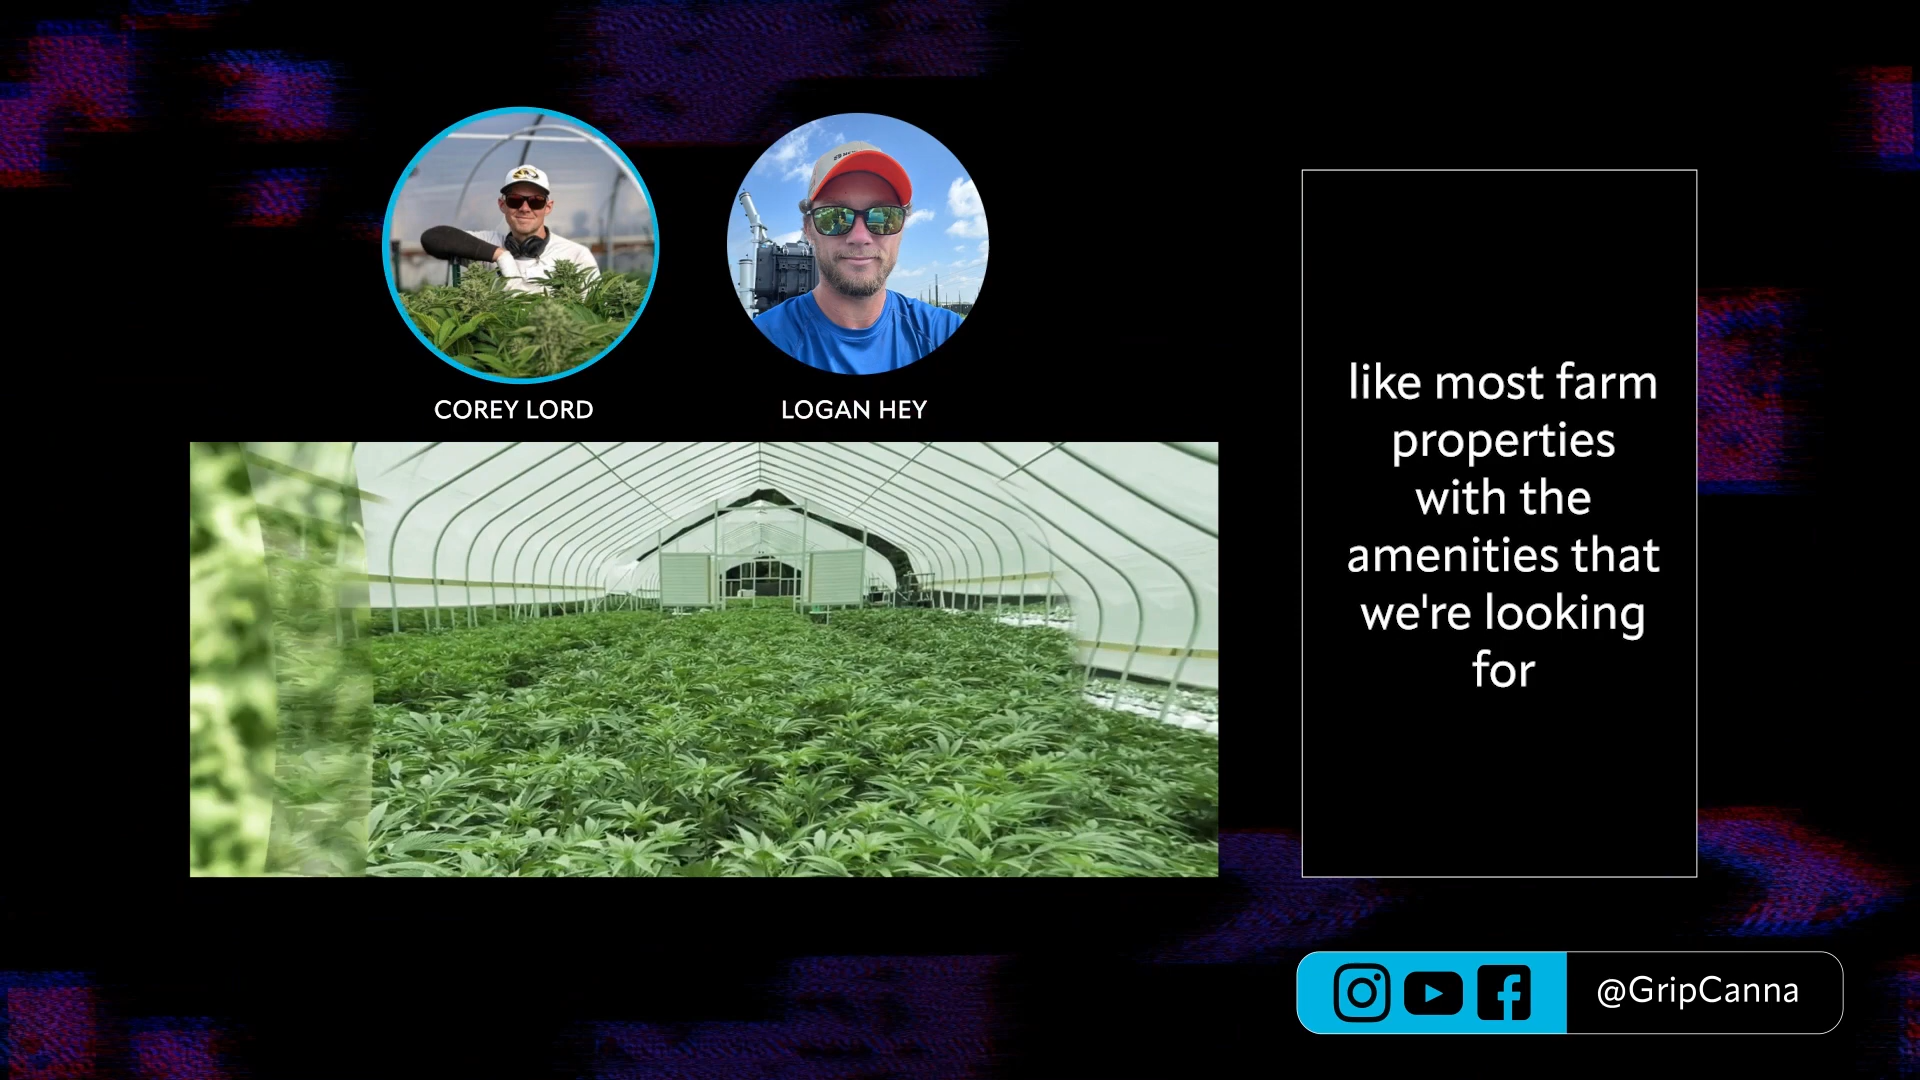 COREY LORD
LOGAN HEY
like most farm
properties
with the
amenities that
we're looking
for
@GripCanna